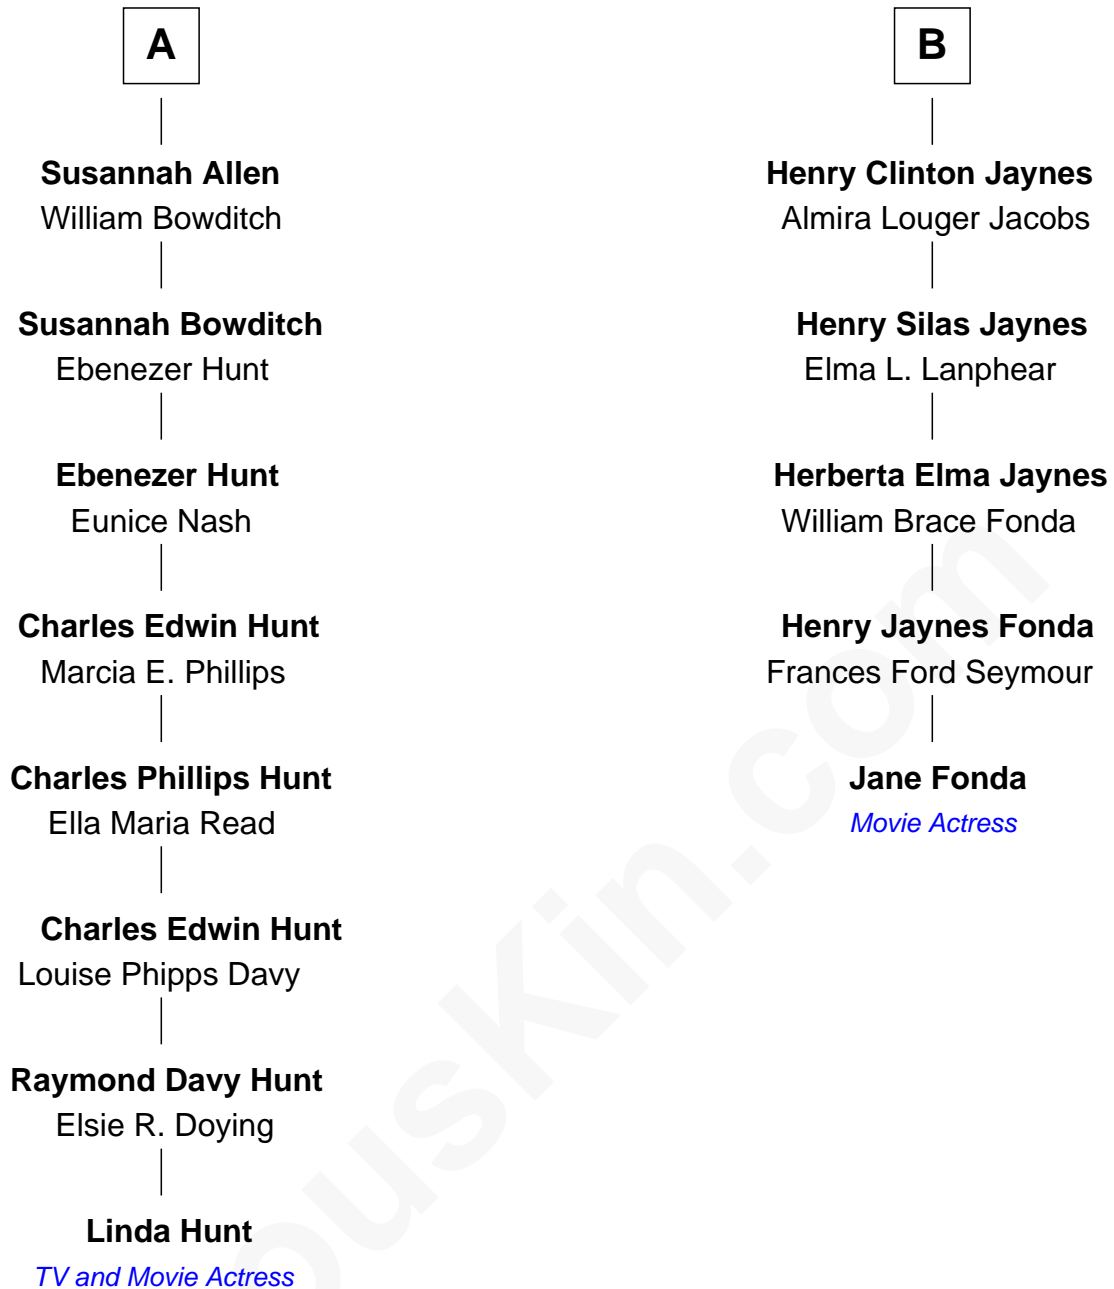 A
Susannah Allen
William Bowditch
Susannah Bowditch
Ebenezer Hunt
Ebenezer Hunt
Eunice Nash
Charles Edwin Hunt
Marcia E. Phillips
Charles Phillips Hunt
Ella Maria Read
Charles Edwin Hunt
Louise Phipps Davy
Raymond Davy Hunt
Elsie R. Doying
Linda Hunt
TV and Movie Actress
B
Henry Clinton Jaynes
Almira Louger Jacobs
Henry Silas Jaynes
Elma L. Lanphear
Herberta Elma Jaynes
William Brace Fonda
Henry Jaynes Fonda
Frances Ford Seymour
Jane Fonda
Movie Actress
ousKin.com